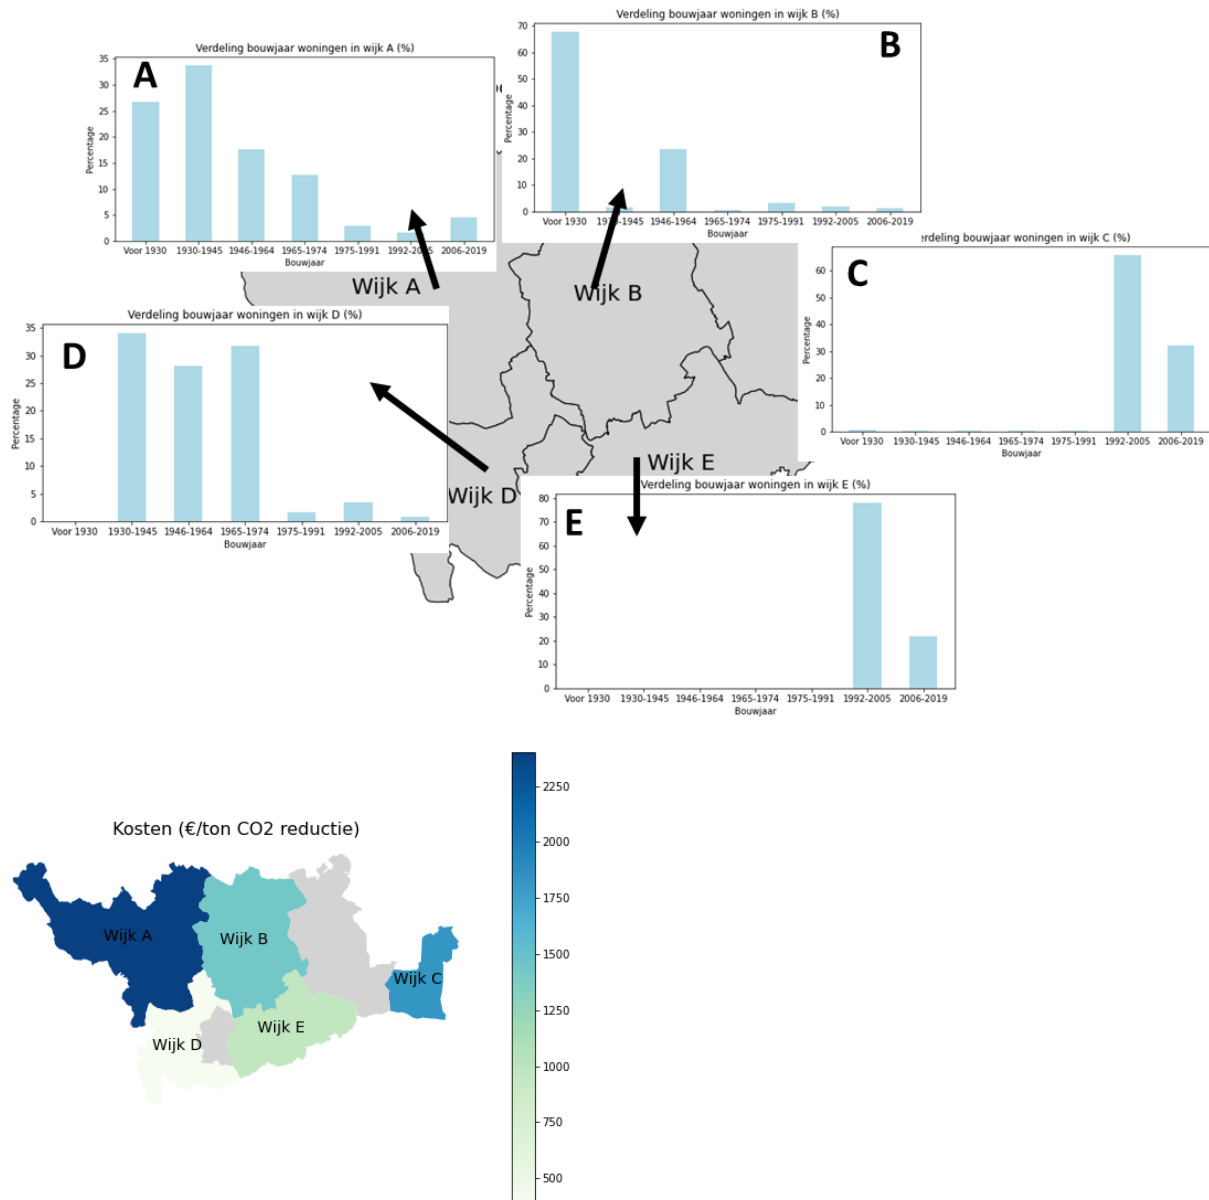 Verdeling bouwjaar woningen in wijk A (%)
A
Percentage
35
30
25
20
15
10
5
0
Voor 1930 1930-1945 1946-1964 1965-1974 1975-1991 1992-2005 2006-2019
Bouwjaar
Verdeling bouwjaar woningen in wijk B (%)
B
Percentage
70
60
50
40
30
20
10
0
Voor 1930 1930-1945 1946-1964 1965-1974 1975-1991 1992-2005 2006-2019
Wijk A
Wijk B
erdeling bouwjaar woningen in wijk C (%)
C
Percentage
60
50
40
30
20
10
0
Voor 1930 1930-1945 1946-1964 1965-1974 1975-1991 1992-2005 2006-2019
Bouwjaar
Verdeling bouwjaar woningen in wijk D (%)
D
Percentage
35
30
25
20
15
10
5
0
Voor 1930 1930-1945 1946-1964 1965-1974 1975-1991 1992-2005 2006-2019
Bouwjaar
Wijk D
Wijk E
Verdeling bouwjaar woningen in wijk E (%)
E
Percentage
80
70
60
50
40
30
20
10
0
Voor 1930 1930-1945 1946-1964 1965-1974 1975-1991 1992-2005 2006-2019
Bouwjaar
Kosten (€/ton CO2 reductie)
Wijk A
Wijk B
Wijk C
Wijk E
Wijk D
2250
2000
1750
1500
1250
1000
750
500